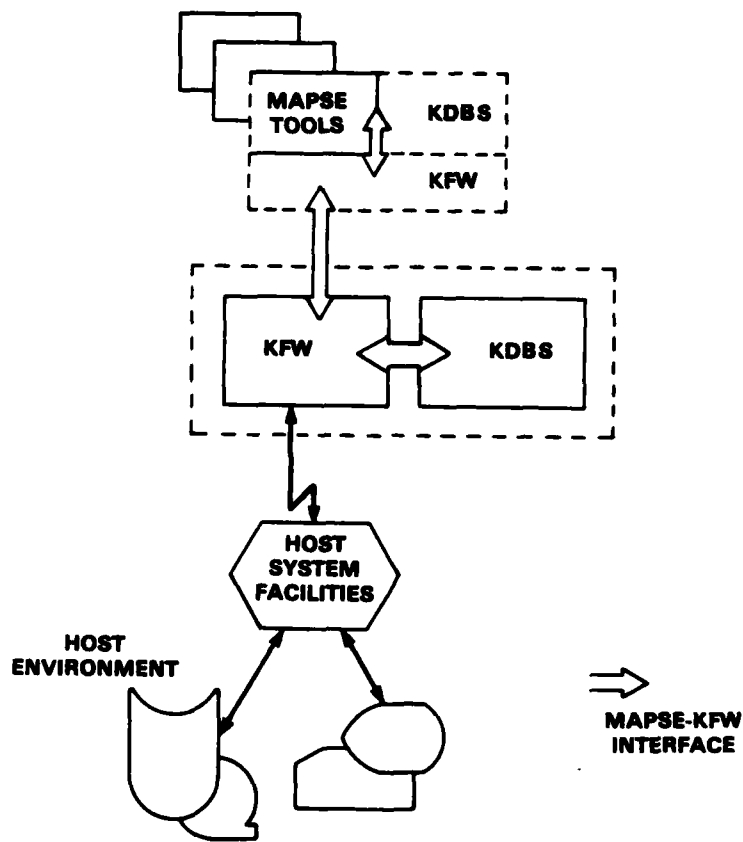 MAPSE
TOOLS
KDBS
KFW
KFW
KDBS
HOST
SYSTEM
FACILITIES
HOST
ENVIRONMENT
MAPSE-KFW
INTERFACE